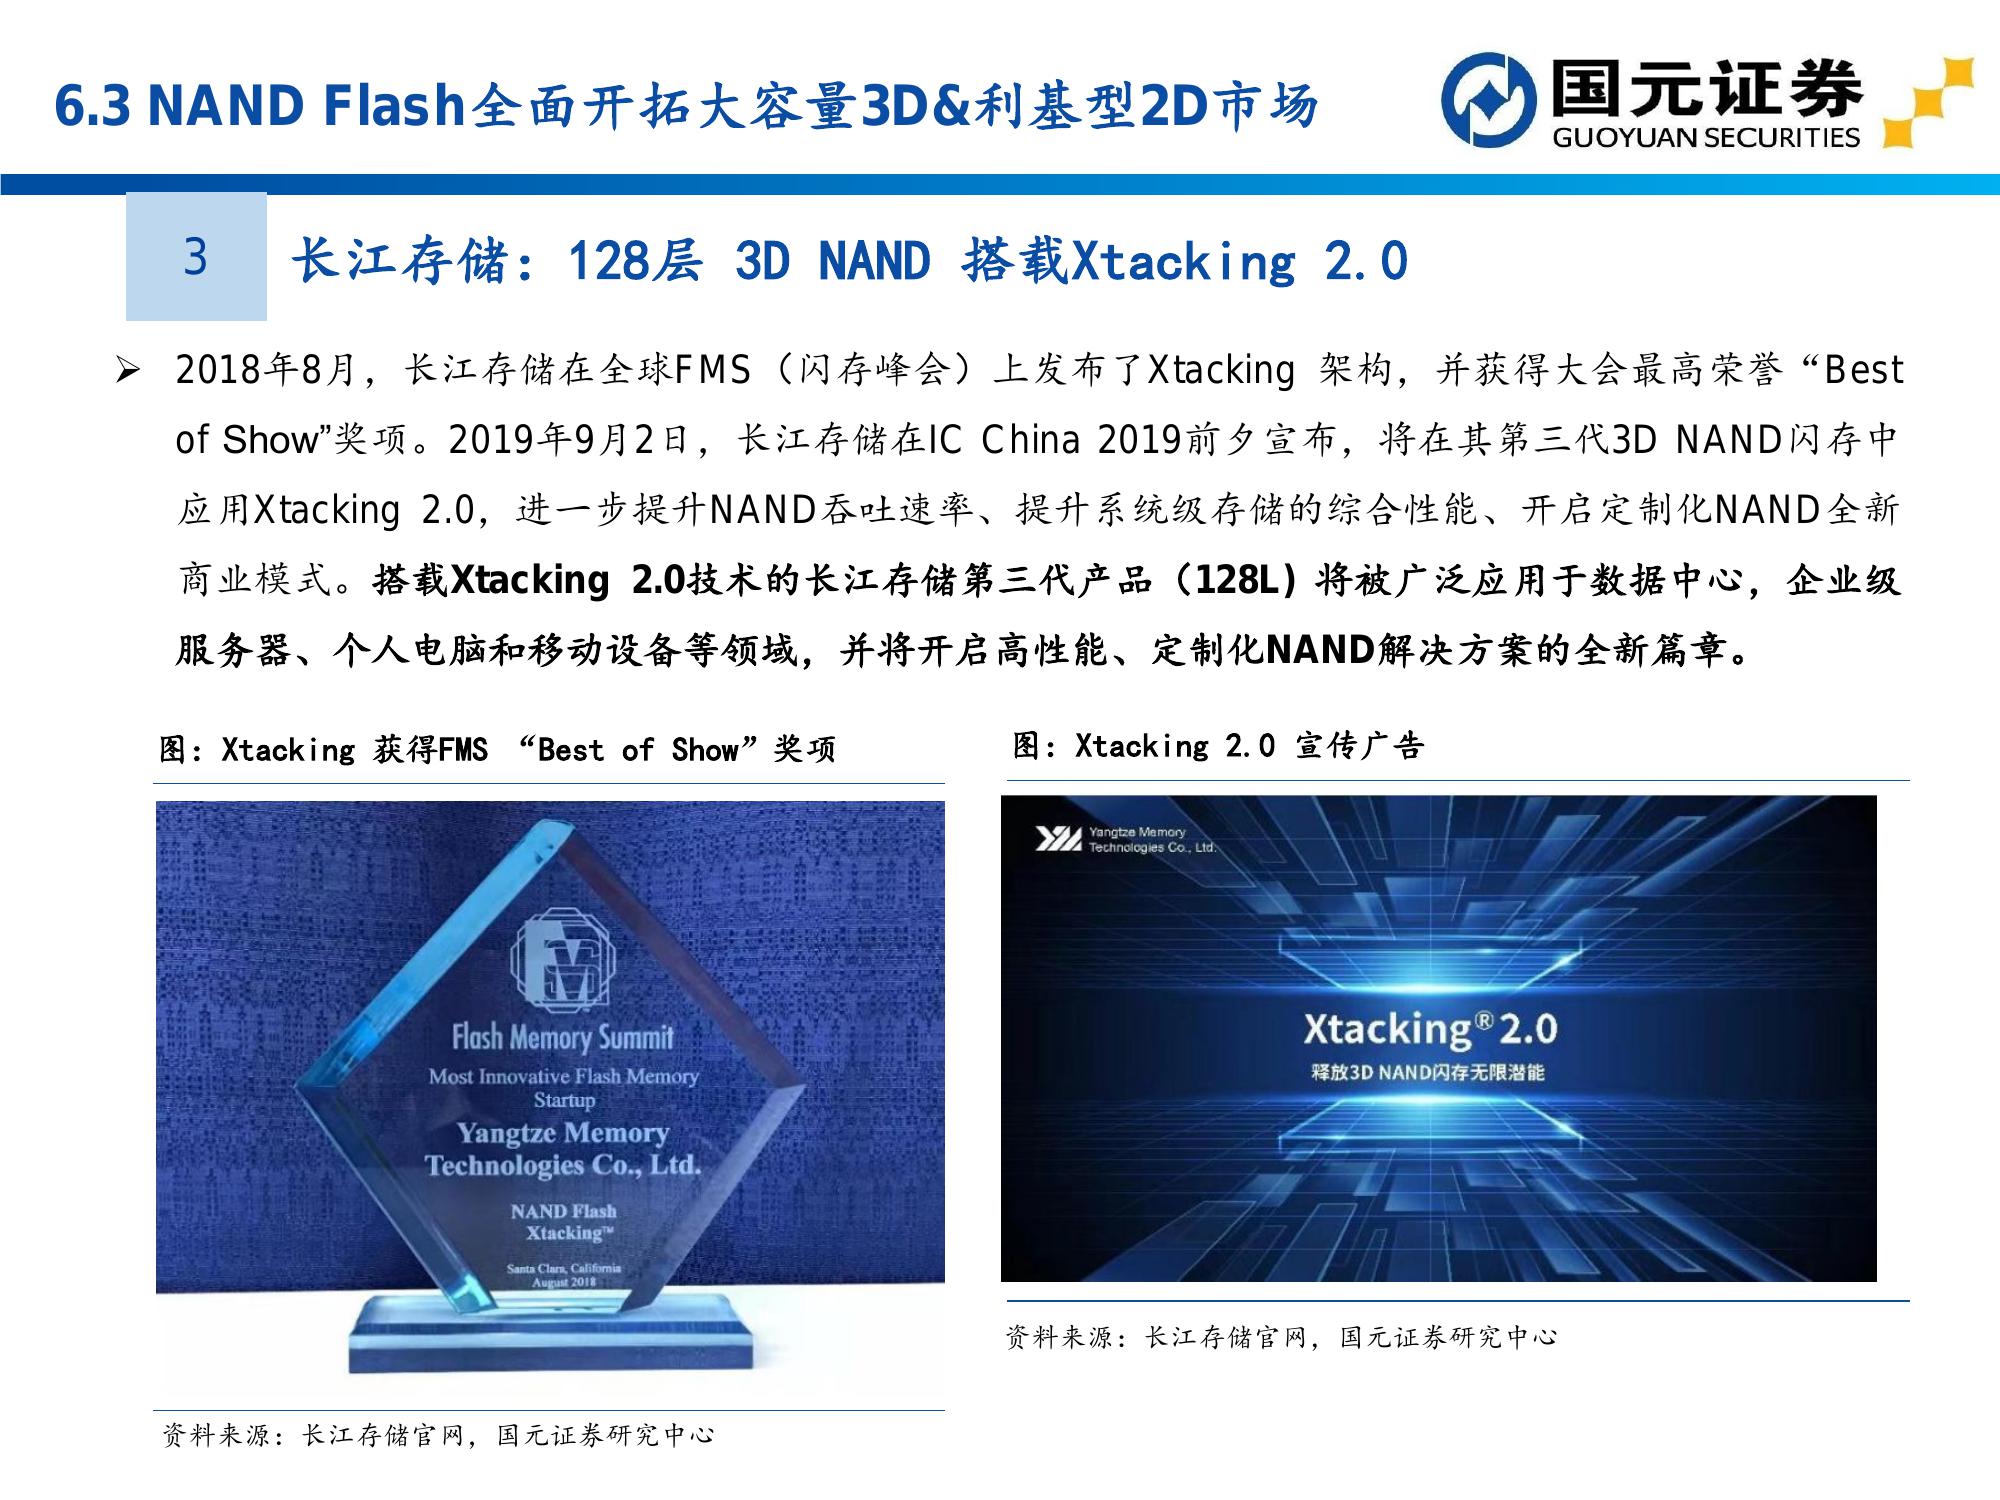 6.3 NAND Flash全面开拓大容量3D&利基型2D市场
国元证券
GUOYUAN SECURITIES
3
长江存储：128层 3D NAND 搭载Xtacking 2.0
➢ 2018年8月，长江存储在全球FMS（闪存峰会）上发布了Xtacking 架构，并获得大会最高荣誉“Best
of Show”奖项。2019年9月2日，长江存储在IC China 2019前夕宣布，将在其第三代3D NAND闪存中
应用Xtacking 2.0，进一步提升NAND吞吐速率、提升系统级存储的综合性能、开启定制化NAND全新
商业模式。搭载Xtacking 2.0技术的长江存储第三代产品（128L）将被广泛应用于数据中心，企业级
服务器、个人电脑和移动设备等领域，并将开启高性能、定制化NAND解决方案的全新篇章。
图：Xtacking 获得FMS “Best of Show”奖项
Flash Memory Summit
Most Innovative Flash Memory
Startup
Yangtze Memory
Technologies Co., Ltd.
NAND Flash
Xtacking™
Santa Clara, California
August 2018
资料来源：长江存储官网，国元证券研究中心
图：Xtacking 2.0 宣传广告
Yangtze Memory
Technologies Co., Ltd.
Xtacking®2.0
释放3D NAND闪存无限潜能
资料来源：长江存储官网，国元证券研究中心